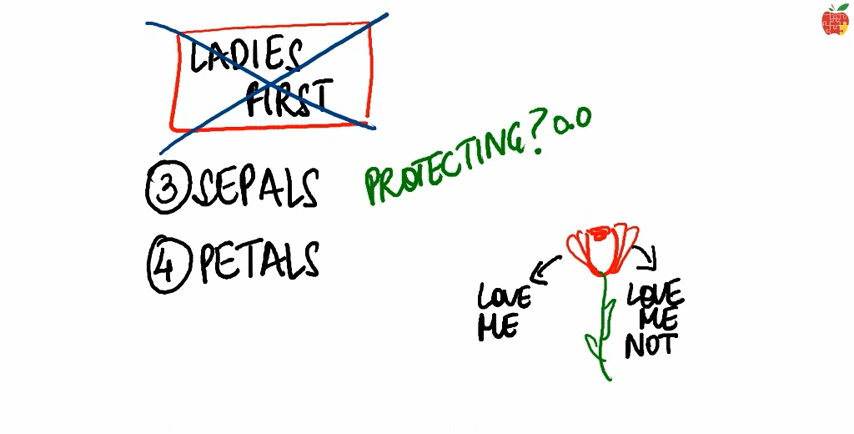 LADIES
FIRST
3 SEPALS
PROTECTING? O.O
4 PETALS
LOVE
ME
LOVE
ME
NOT